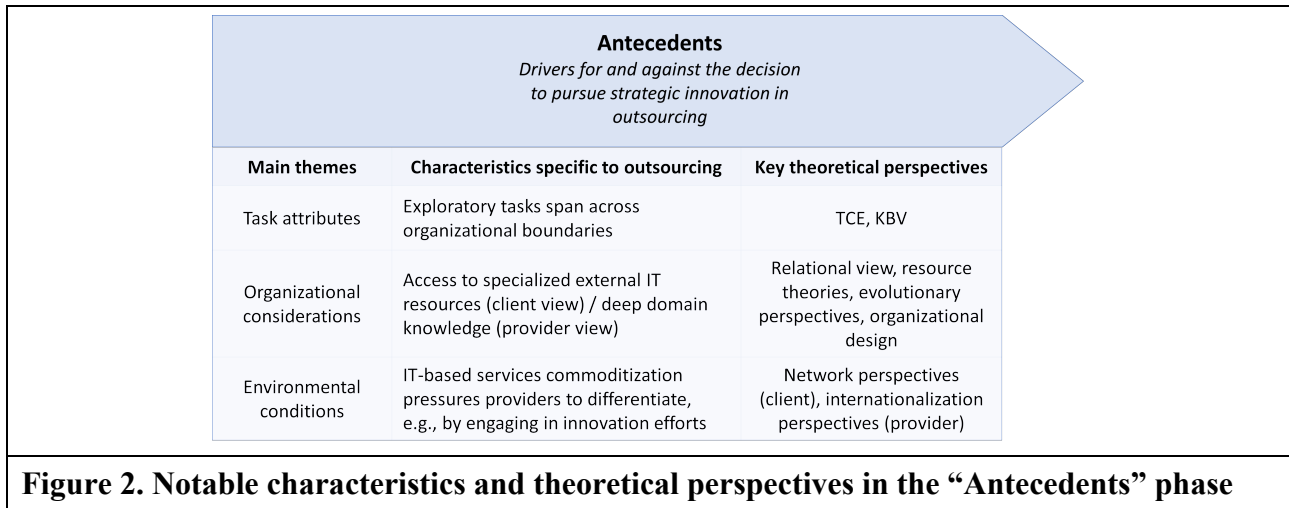 Antecedents
Drivers for and against the decision
to pursue strategic innovation in
outsourcing
Main themes
Characteristics specific to outsourcing
Key theoretical perspectives
Task attributes
Exploratory tasks span across
organizational boundaries
TCE, KBV
Organizational
considerations
Access to specialized external IT
resources (client view) / deep domain
knowledge (provider view)
Relational view, resource
theories, evolutionary
perspectives, organizational
design
Environmental
conditions
IT-based services commoditization
pressures providers to differentiate,
e.g., by engaging in innovation efforts
Network perspectives
(client), internationalization
perspectives (provider)
Figure 2. Notable characteristics and theoretical perspectives in the “Antecedents” phase